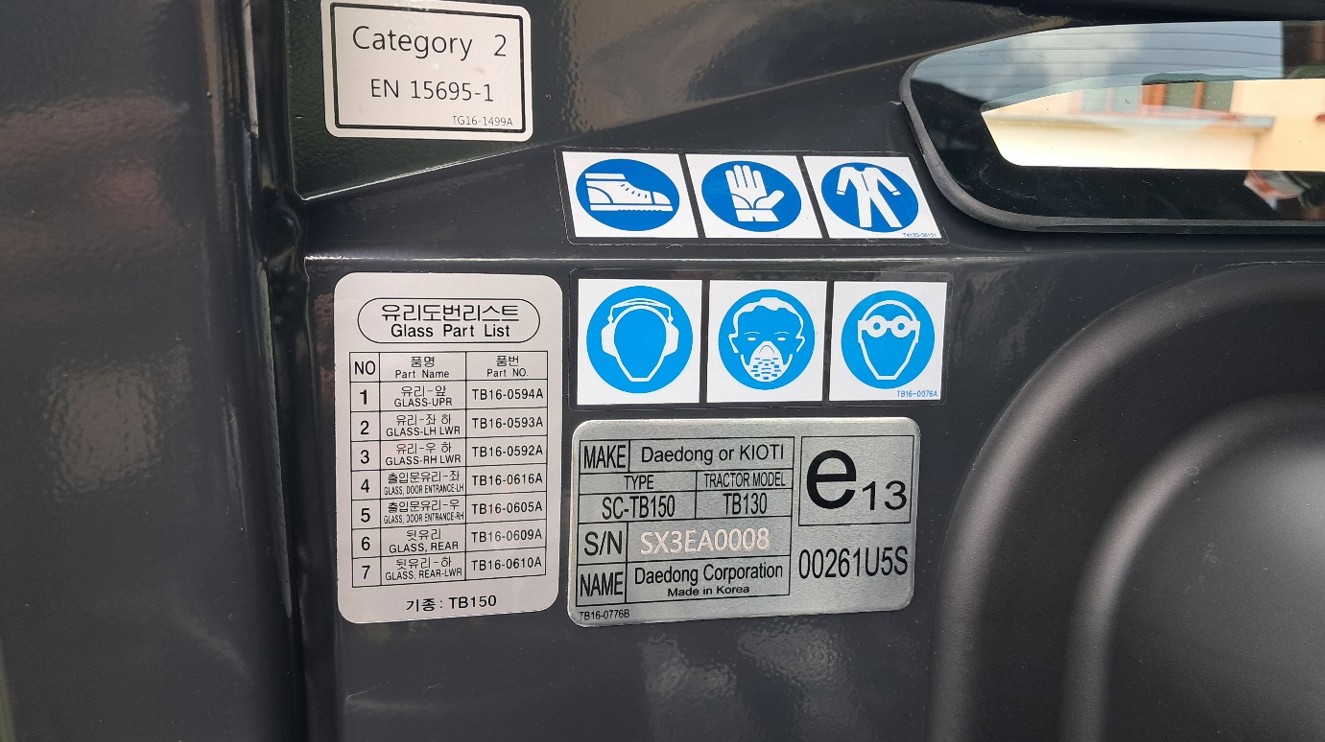 Category 2
EN 15695-1
TG16-1499A
T4130-56101
유리도번리스트
Glass Part List
NO 품명 Part Name 품번 Part NO.
1 유리-앞 GLASS-UPR TB16-0594A
2 유리-좌 하 GLASS-LH LWR TB16-0593A
3 유리-우 하 GLASS-RH LWR TB16-0592A
4 출입문유리-좌 GLASS, DOOR ENTRANCE-LH TB16-0616A
5 출입문유리-우 GLASS, DOOR ENTRANCE-RH TB16-0605A
6 뒷유리 GLASS, REAR TB16-0609A
7 뒷유리-하 GLASS, REAR-LWR TB16-0610A
기종: TB150
TB16-0076A
MAKE Daedong or KIOTI
TYPE TRACTOR MODEL
SC-TB150 TB130
S/N SX3EA0008
NAME Daedong Corporation
Made in Korea
TB16-0776B
e13
00261U5S